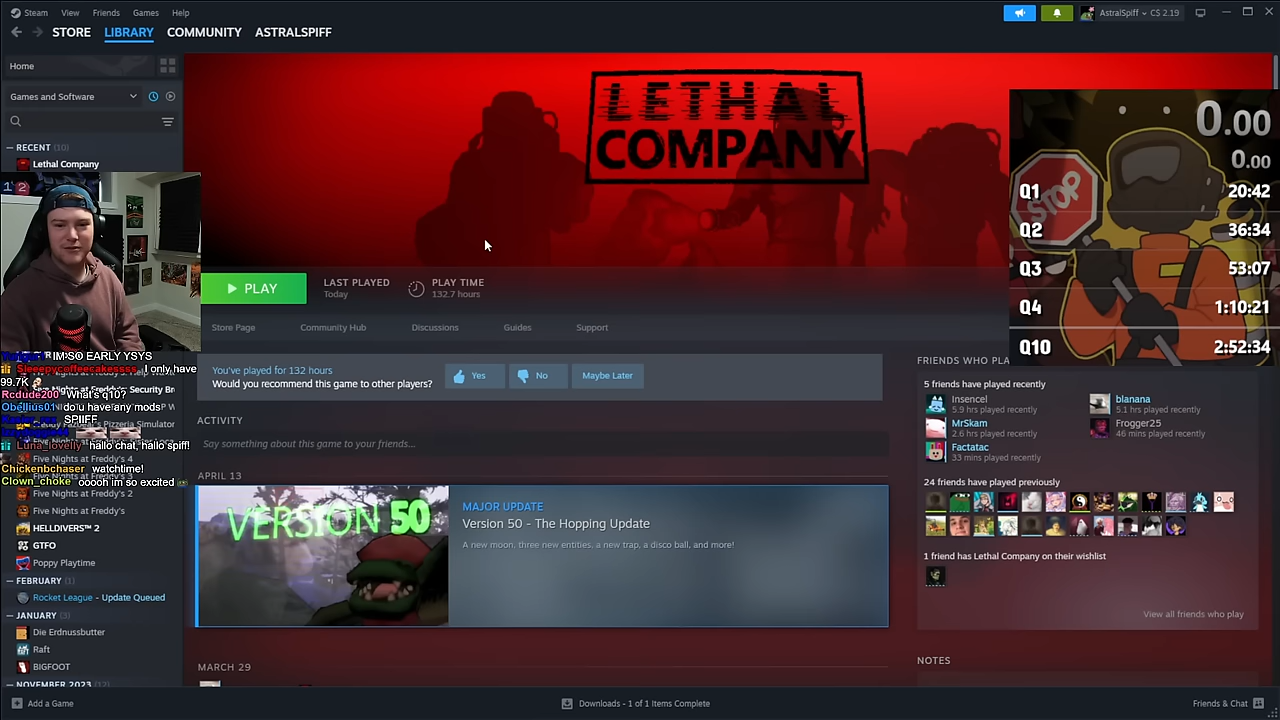 Steam View Friends Games Help
AstralSpiff C$ 2.19
STORE LIBRARY COMMUNITY ASTRALSPIFF
Home
Games and Software
RECENT (10)
Lethal Company
LETHAL
COMPANY
STOP
0.00
0.00
Q1 20:42
Q2 36:34
Q3 53:07
Q4 1:10:21
Q10 2:52:34
PLAY
LAST PLAYED
Today
PLAY TIME
132.7 hours
Store Page Community Hub Discussions Guides Support
You've played for 132 hours
Would you recommend this game to other players?
Yes No Maybe Later
ACTIVITY
Say something about this game to your friends...
APRIL 13
VERSION 50
MAJOR UPDATE
Version 50 - The Hopping Update
A new moon, three new entities, a new trap, a disco ball, and more!
MARCH 29
IM SO EARLY YSYS
Sleeepycoffeecakessss I only have
99.7K
Rcdude200 What's q10?
Obellius01 do u have any mods
SPIIFF
Luna_lovelly hallo chat, hallo spiff!
Chickenbchaser watchtime!
Clown_choke ooooh im so excited
Five Nights at Freddy's 4
Five Nights at Freddy's 2
Five Nights at Freddy's
HELLDIVERS™ 2
GTFO
Poppy Playtime
FEBRUARY (1)
Rocket League - Update Queued
JANUARY (3)
Die Erdnussbutter
Raft
BIGFOOT
NOVEMBER 2023 (12)
FRIENDS WHO PLA
5 friends have played recently
Insencel
5.9 hrs played recently
blanana
5.1 hrs played recently
MrSkam
2.6 hrs played recently
Frogger25
46 mins played recently
Factatac
33 mins played recently
24 friends have played previously
1 friend has Lethal Company on their wishlist
View all friends who play
NOTES
Add a Game
Downloads - 1 of 1 Items Complete
Friends & Chat